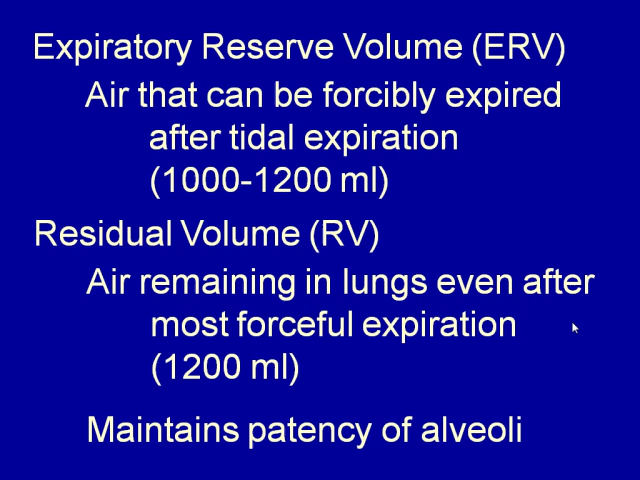 Expiratory Reserve Volume (ERV)
Air that can be forcibly expired
after tidal expiration
(1000-1200 ml)
Residual Volume (RV)
Air remaining in lungs even after
most forceful expiration
(1200 ml)
Maintains patency of alveoli